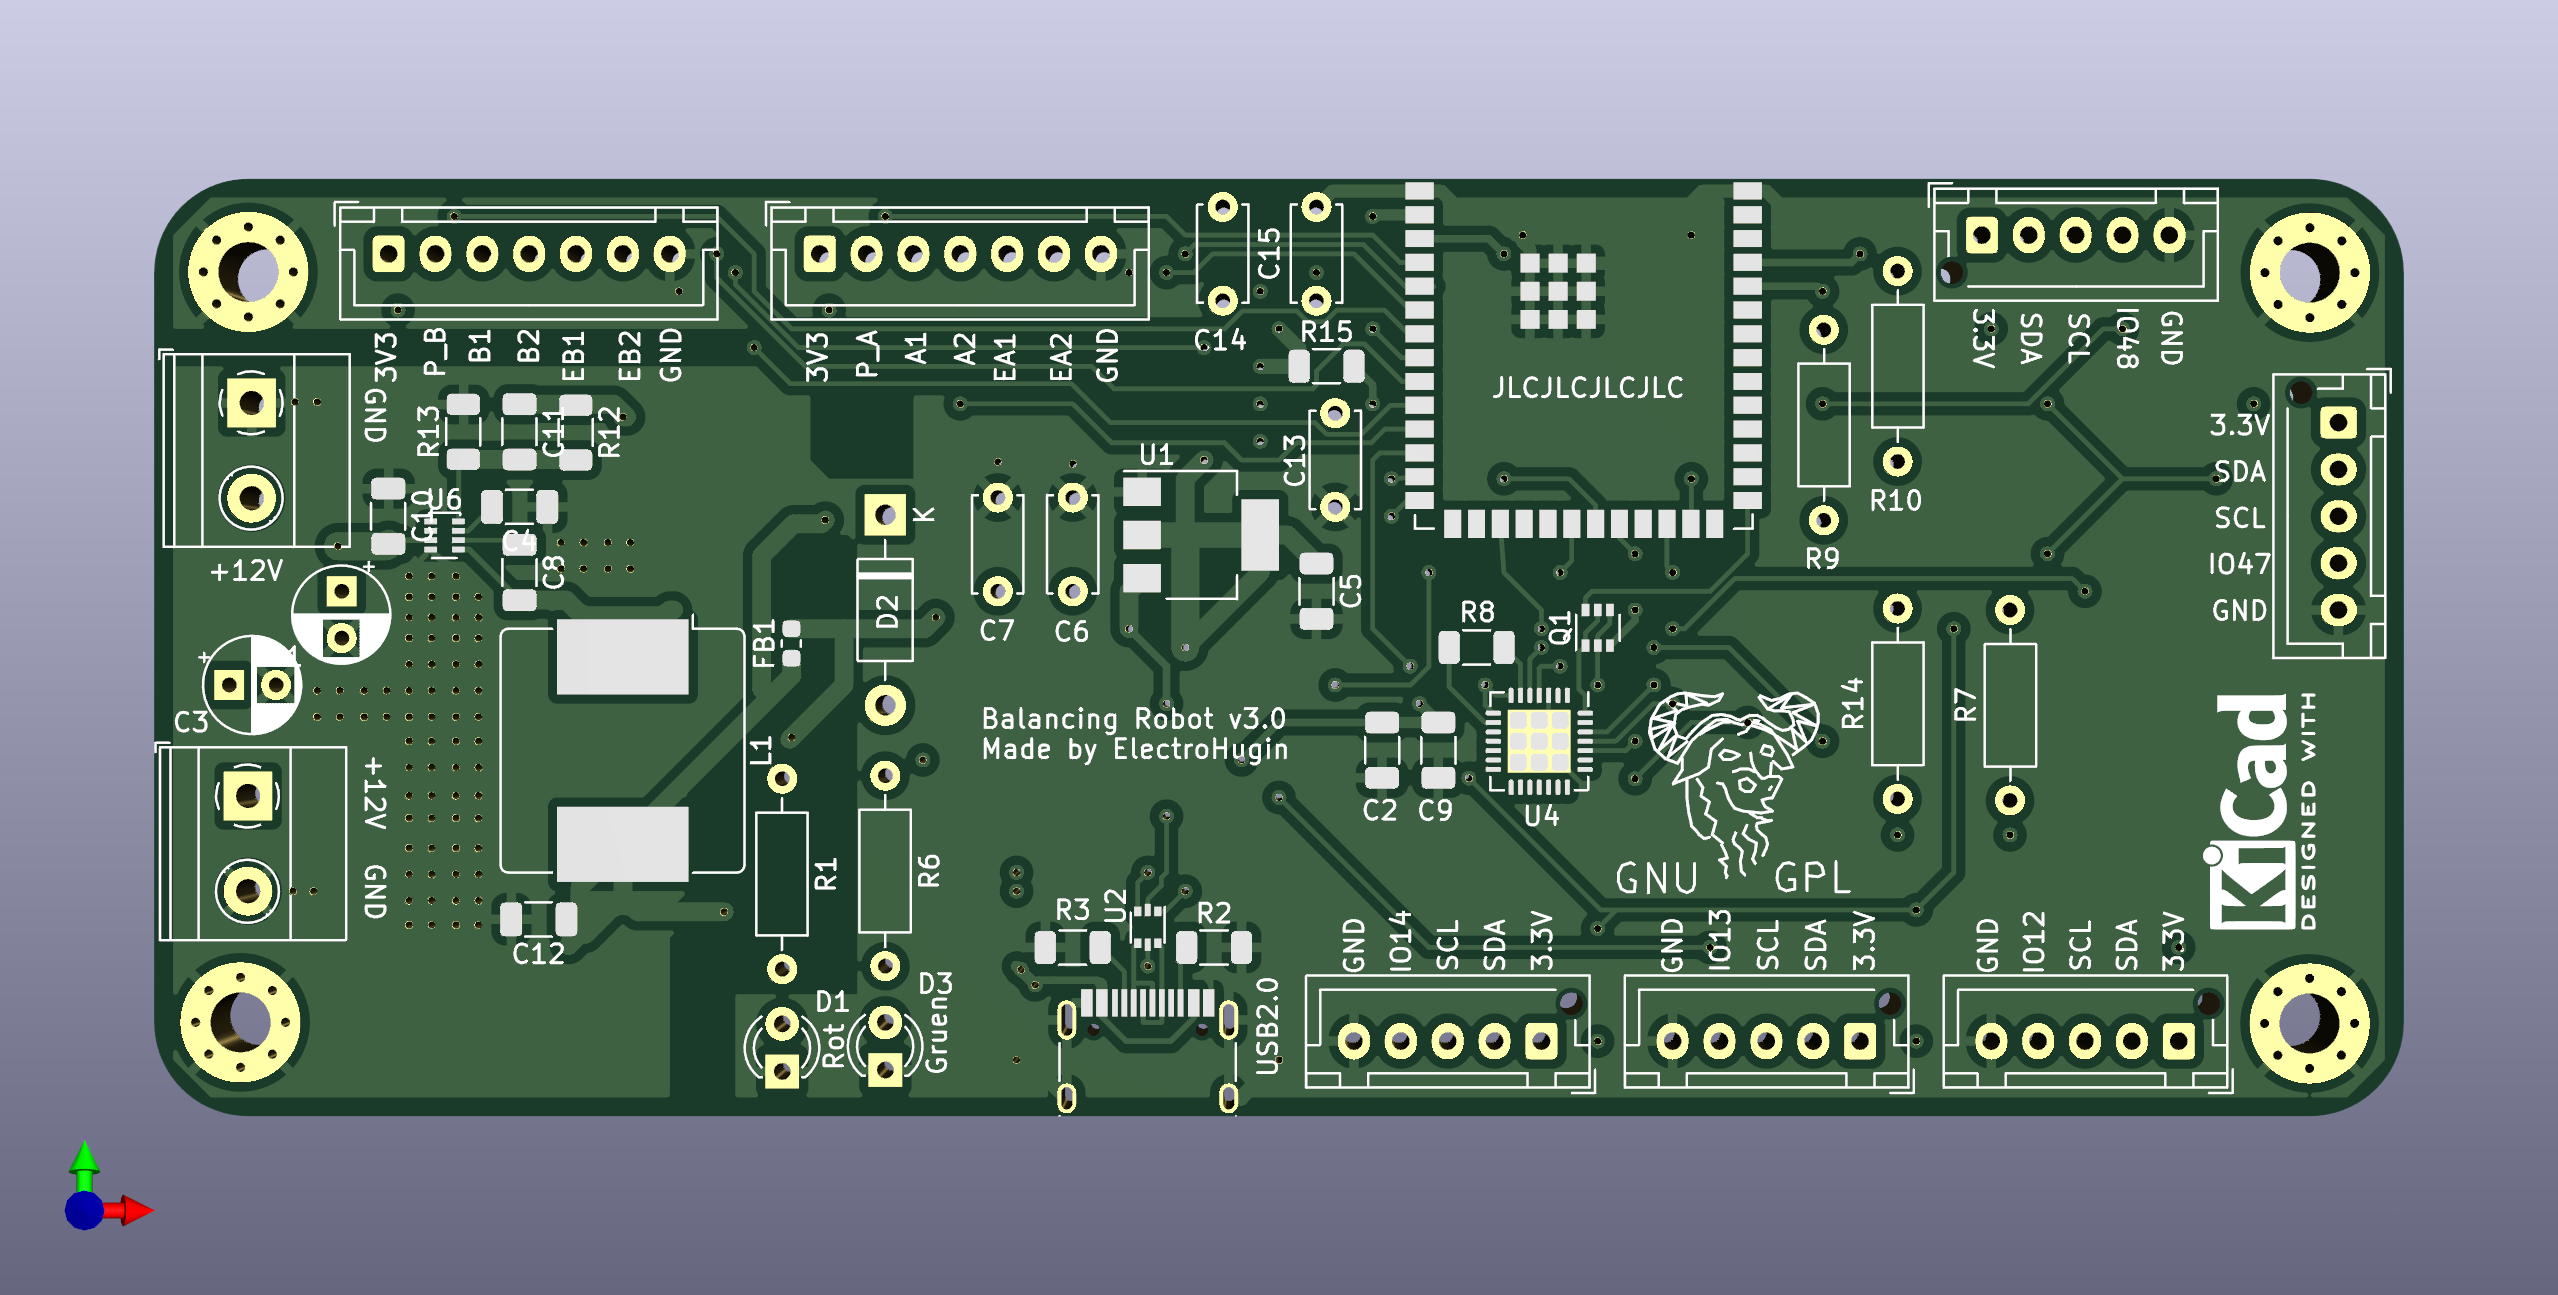 C15
R15
C14
3V3
P_B
B1
B2
EB1
EB2
GND
3V3
P_A
A1
A2
EA1
EA2
GND
3.3V
SDA
SCL
IO48
GND
JLCJLCJLCJLC
GND
+12V
R13
C11
R12
C10
U6
C4
C8
U1
C13
C5
K
D2
C7
C6
FB1
L1
R10
R9
3.3V
SDA
SCL
IO47
GND
R8
Q1
C3
Balancing Robot v3.0
Made by ElectroHugin
C2
C9
U4
R14
R7
GNU GPL
KiCad
DESIGNED WITH
+12V
GND
C12
R1
R6
R3
U2
R2
D1
Rot
D3
Gruen
USB2.0
GND
IO14
SCL
SDA
3.3V
GND
IO13
SCL
SDA
3.3V
GND
IO12
SCL
SDA
3.3V